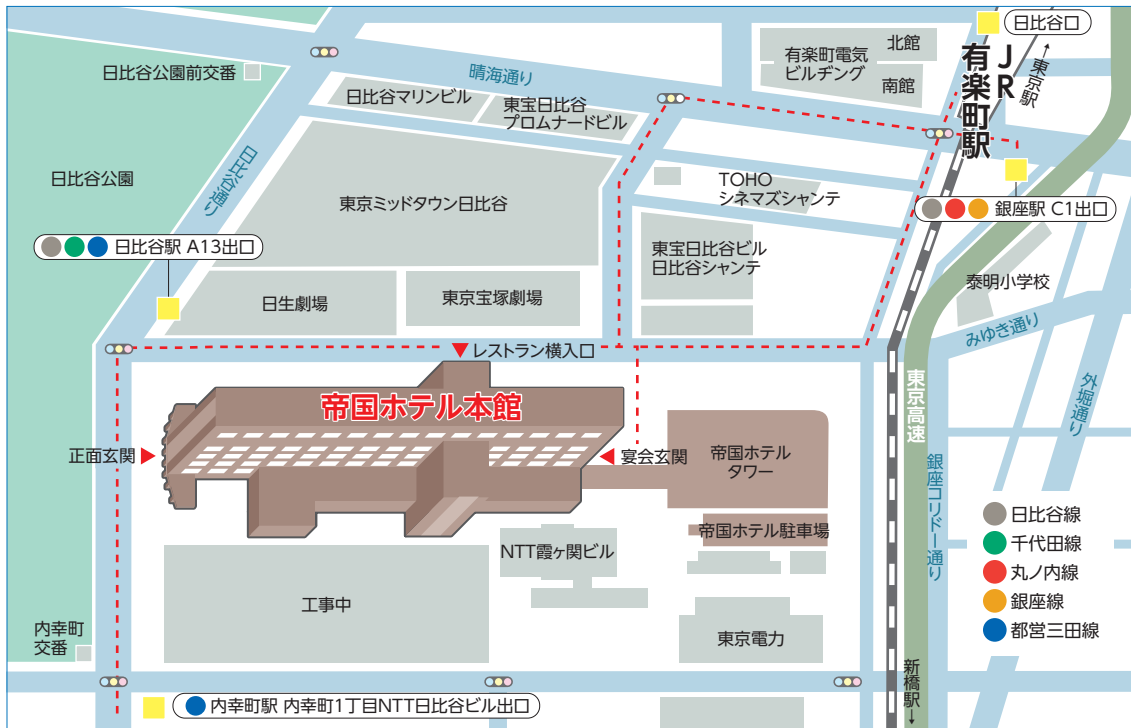 日比谷口
↑東京駅
JR
有楽町駅
有楽町電気
ビルヂング
北館
南館
晴海通り
日比谷公園前交番
日比谷マリンビル
東宝日比谷
プロムナードビル
日比谷通り
日比谷公園
東京ミッドタウン日比谷
TOHO
シネマズシャンテ
銀座駅 C1出口
日比谷駅 A13出口
東宝日比谷ビル
日比谷シャンテ
泰明小学校
日生劇場
東京宝塚劇場
みゆき通り
レストラン横入口
帝国ホテル本館
東京高速
外堀通り
正面玄関
宴会玄関
帝国ホテル
タワー
銀座コリドー通り
帝国ホテル駐車場
NTT霞ヶ関ビル
工事中
東京電力
日比谷線
千代田線
丸ノ内線
銀座線
都営三田線
内幸町
交番
新橋駅↓
内幸町駅 内幸町1丁目NTT日比谷ビル出口